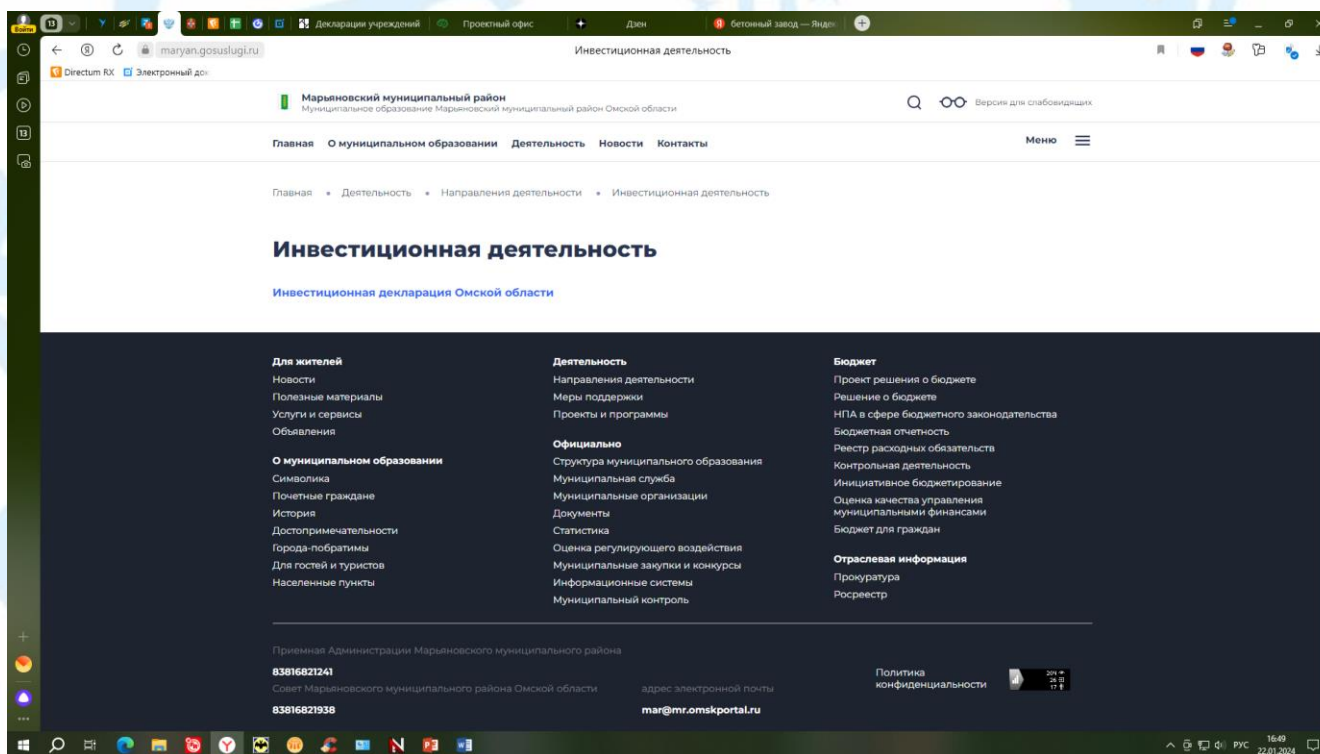 Войти
13
Декларации учреждений
Проектный офис
Дзен
бетонный завод — Яндек
maryan.gosuslugi.ru
Инвестиционная деятельность
Directum RX
Электронный док
13
Марьяновский муниципальный район
Муниципальное образование Марьяновский муниципальный район Омской области
Версия для слабовидящих
Главная О муниципальном образовании Деятельность Новости Контакты
Меню
Главная • Деятельность • Направления деятельности • Инвестиционная деятельность
Инвестиционная деятельность
Инвестиционная декларация Омской области
Для жителей
Новости
Полезные материалы
Услуги и сервисы
Объявления
О муниципальном образовании
Символика
Почетные граждане
История
Достопримечательности
Города-побратимы
Для гостей и туристов
Населенные пункты
Деятельность
Направления деятельности
Меры поддержки
Проекты и программы
Официально
Структура муниципального образования
Муниципальная служба
Муниципальные организации
Документы
Статистика
Оценка регулирующего воздействия
Муниципальные закупки и конкурсы
Информационные системы
Муниципальный контроль
Бюджет
Проект решения о бюджете
Решение о бюджете
НПА в сфере бюджетного законодательства
Бюджетная отчетность
Реестр расходных обязательств
Контрольная деятельность
Инициативное бюджетирование
Оценка качества управления
муниципальными финансами
Бюджет для граждан
Отраслевая информация
Прокуратура
Росреестр
Приемная Администрации Марьяновского муниципального района
83816821241
Совет Марьяновского муниципального района Омской области
83816821938
адрес электронной почты
mar@mr.omskportal.ru
Политика
конфиденциальности
РУС
16:49
22.01.2024